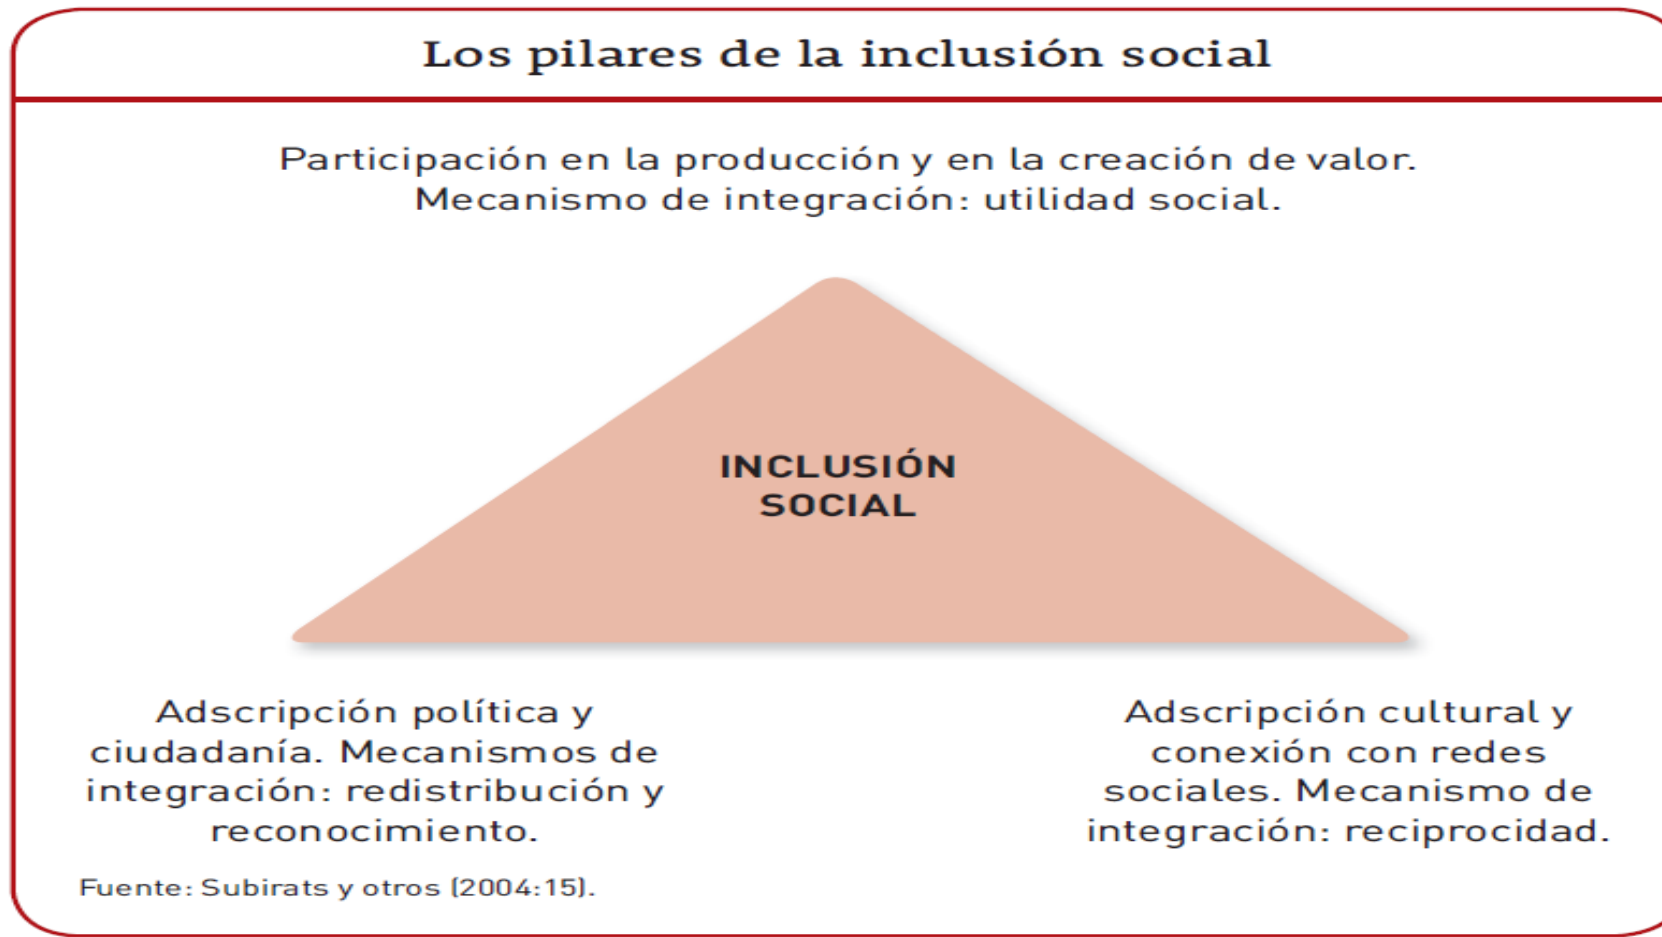 Los pilares de la inclusión social
Participación en la producción y en la creación de valor.
Mecanismo de integración: utilidad social.
INCLUSIÓN
SOCIAL
Adscripción política y
ciudadanía. Mecanismos de
integración: redistribución y
reconocimiento.
Adscripción cultural y
conexión con redes
sociales. Mecanismo de
integración: reciprocidad.
Fuente: Subirats y otros (2004:15).